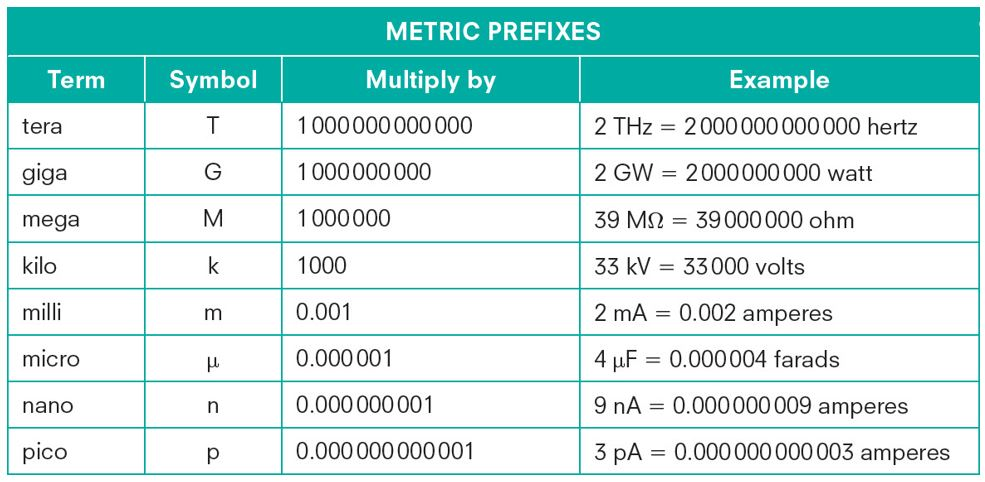 METRIC PREFIXES
Term Symbol Multiply by Example
tera T 1 000 000 000 000 2 THz = 2 000 000 000 000 hertz
giga G 1 000 000 000 2 GW = 2 000 000 000 watt
mega M 1 000 000 39 MΩ = 39 000 000 ohm
kilo k 1000 33 kV = 33 000 volts
milli m 0.001 2 mA = 0.002 amperes
micro μ 0.000 001 4 μF = 0.000 004 farads
nano n 0.000 000 001 9 nA = 0.000 000 009 amperes
pico p 0.000 000 000 001 3 pA = 0.000 000 000 003 amperes